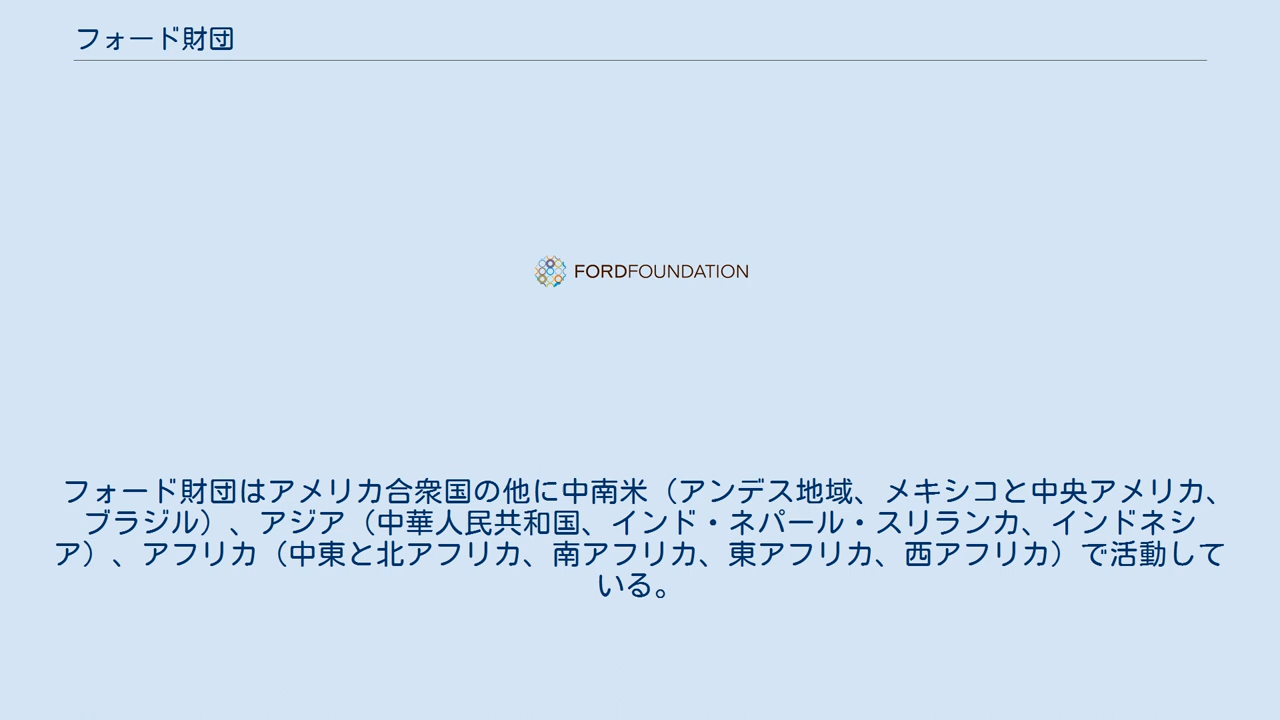 フォード財団
FORDFOUNDATION
フォード財団はアメリカ合衆国の他に中南米（アンデス地域、メキシコと中央アメリカ、
ブラジル）、アジア（中華人民共和国、インド・ネパール・スリランカ、インドネシ
ア）、アフリカ（中東と北アフリカ、南アフリカ、東アフリカ、西アフリカ）で活動して
いる。